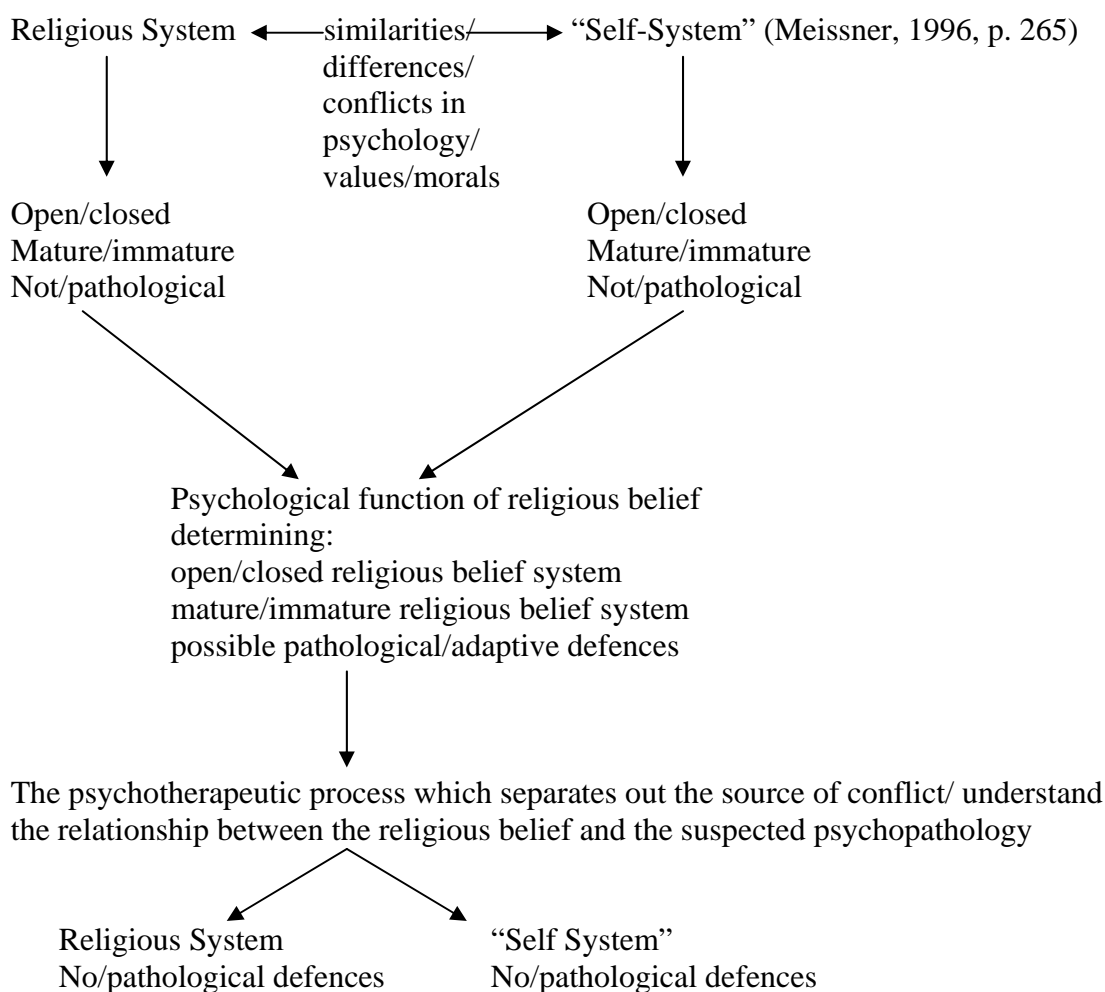 Religious System similarities/ “Self-System” (Meissner, 1996, p. 265)
differences/
conflicts in
psychology/
values/morals
Open/closed
Mature/immature
Not/pathological
Open/closed
Mature/immature
Not/pathological
Psychological function of religious belief
determining:
open/closed religious belief system
mature/immature religious belief system
possible pathological/adaptive defences
The psychotherapeutic process which separates out the source of conflict/ understand
the relationship between the religious belief and the suspected psychopathology
Religious System
No/pathological defences
“Self System”
No/pathological defences